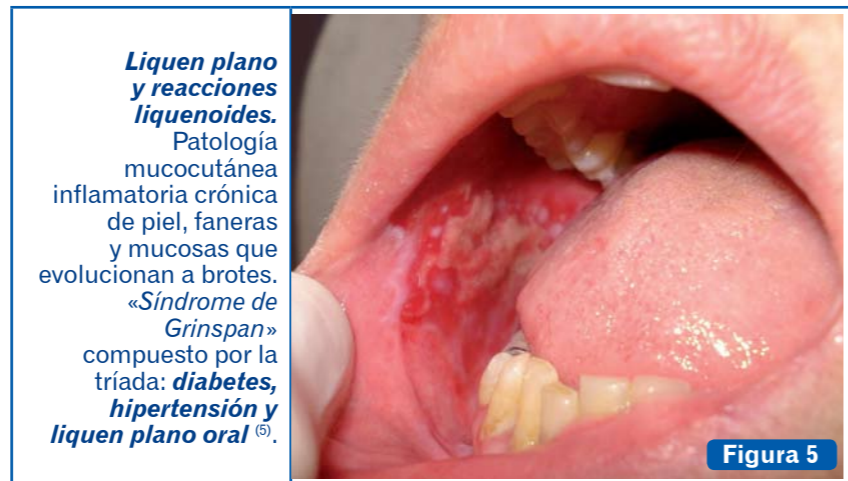 Liquen plano
y reacciones
liquenoides.
Patología
mucocutánea
inflamatoria crónica
de piel, faneras
y mucosas que
evolucionan a brotes.
«Síndrome de
Grinspan»
compuesto por la
tríada: diabetes,
hipertensión y
liquen plano oral (5).
Figura 5